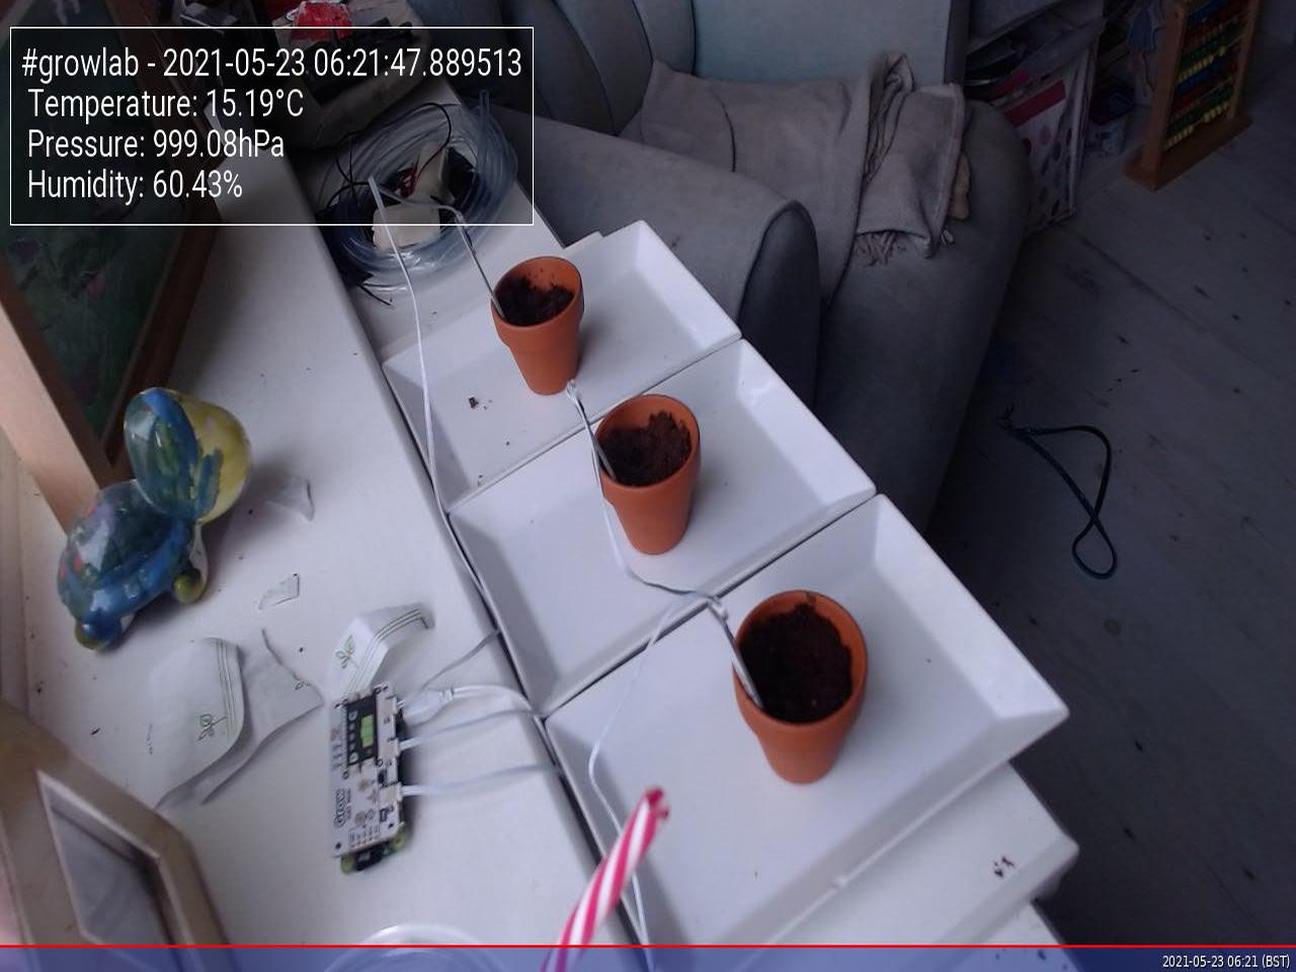 #growlab - 2021-05-23 06:21:47.889513
Temperature: 15.19°C
Pressure: 999.08hPa
Humidity: 60.43%
Grow
2021-05-23 06:21 (BST)